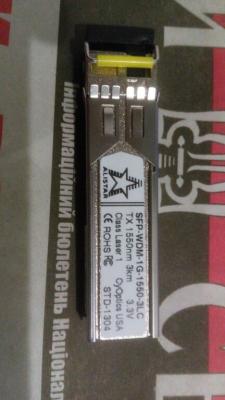 ALISTAR
SFP-WDM-1G-1550-3LC
TX 1550nm 3km
3.3V
Class Laser 1
CyOptics USA
CE ROHS FC
STD-1304
Інформаційний бюлетень Націонал